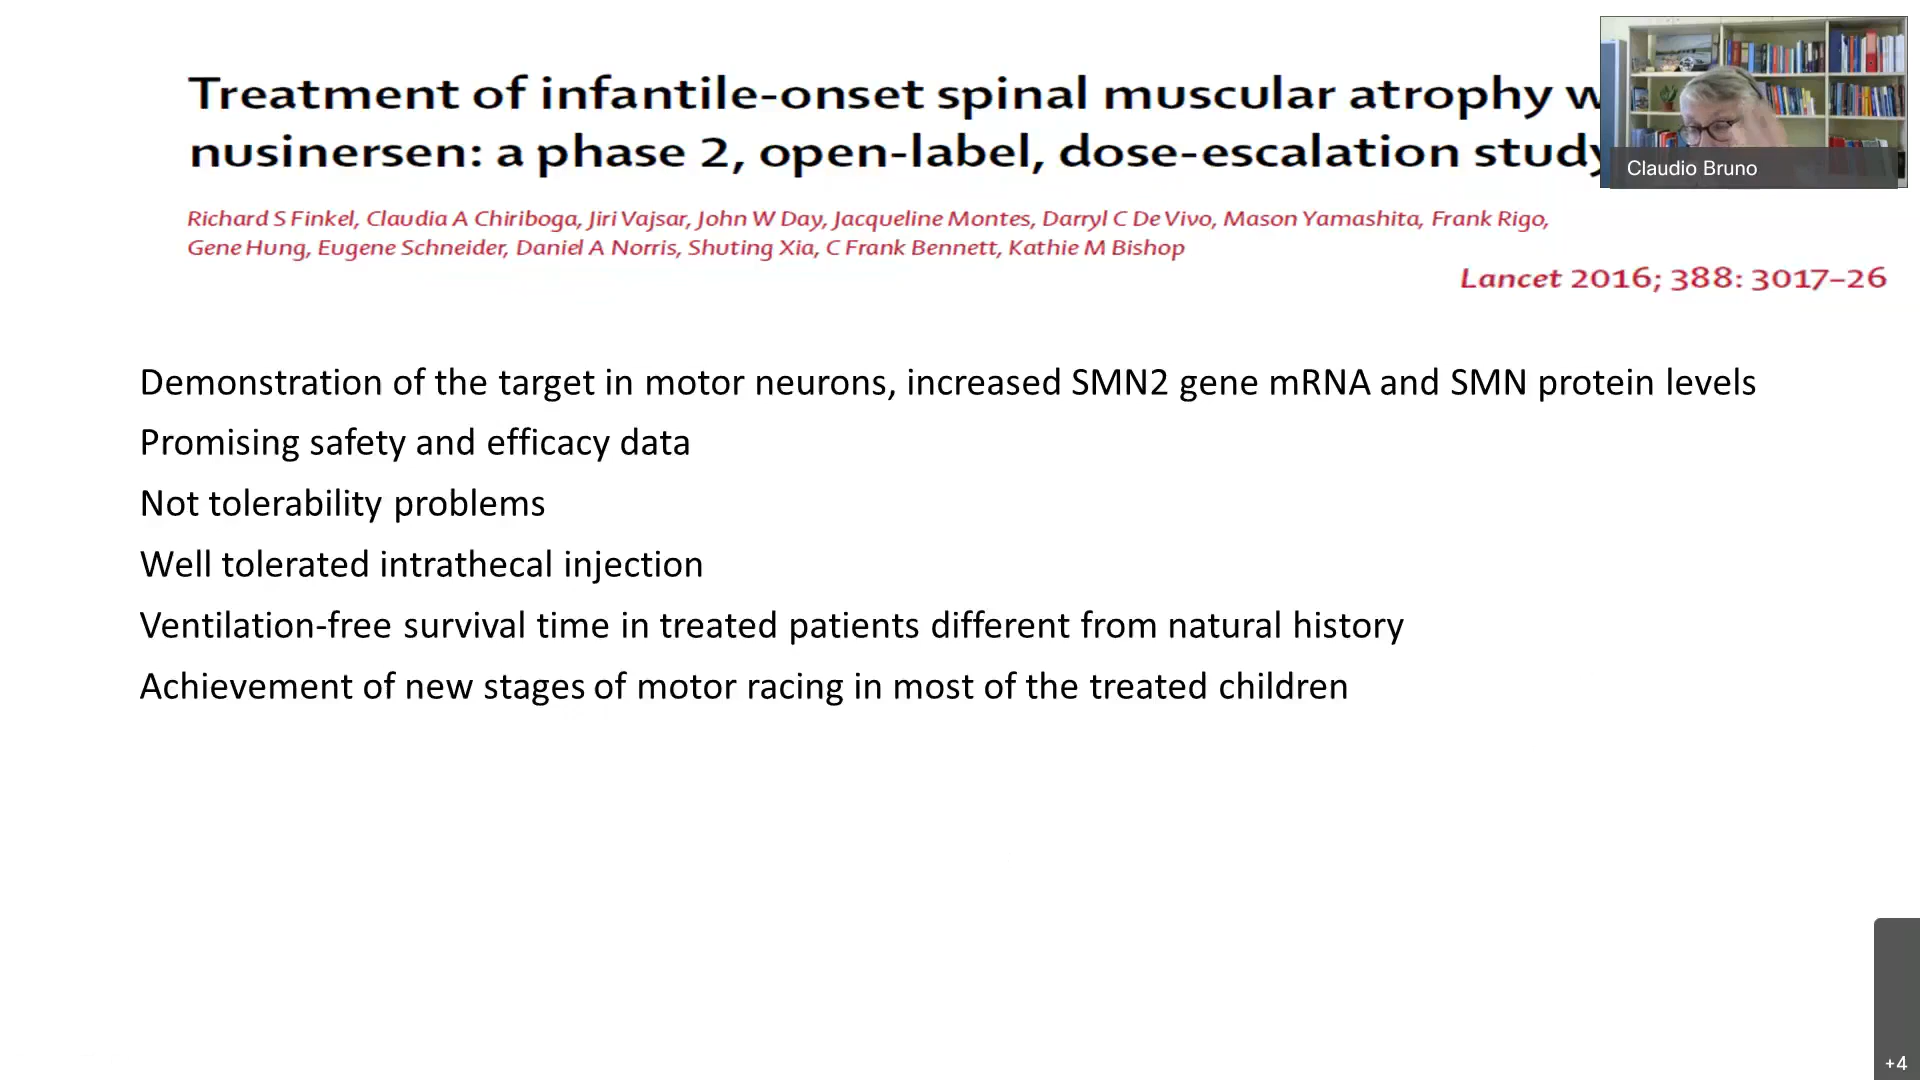 Treatment of infantile-onset spinal muscular atrophy
nusinersen: a phase 2, open-label, dose-escalation study
Claudio Bruno
Richard S Finkel, Claudia A Chiriboga, Jiri Vajsar, John W Day, Jacqueline Montes, Darryl C De Vivo, Mason Yamashita, Frank Rigo,
Gene Hung, Eugene Schneider, Daniel A Norris, Shuting Xia, C Frank Bennett, Kathie M Bishop
Lancet 2016; 388: 3017–26
Demonstration of the target in motor neurons, increased SMN2 gene mRNA and SMN protein levels
Promising safety and efficacy data
Not tolerability problems
Well tolerated intrathecal injection
Ventilation-free survival time in treated patients different from natural history
Achievement of new stages of motor racing in most of the treated children
+4